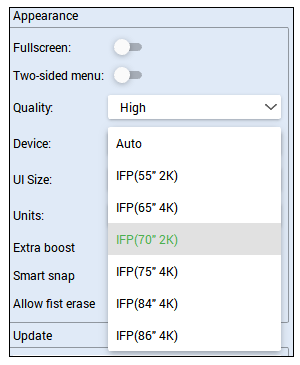 Appearance
Fullscreen:
Two-sided menu:
Quality: High
Device:
Auto
IFP(55" 2K)
UI Size:
IFP(65" 4K)
Units:
IFP(70" 2K)
Extra boost
Smart snap
IFP(75" 4K)
Allow fist erase
IFP(84" 4K)
Update
IFP(86" 4K)